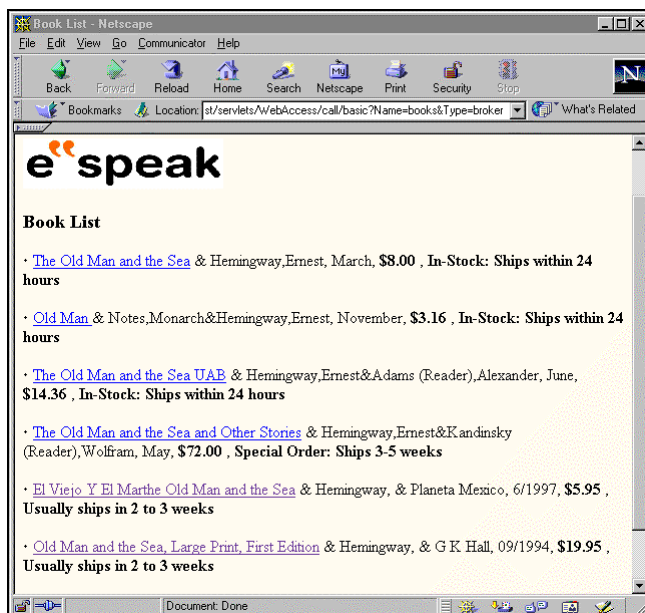 Book List - Netscape
File Edit View Go Communicator Help
Back Forward Reload Home Search Netscape Print Security Stop
My
N
Bookmarks Location: st/servlets/WebAccess/call/basic?Name=books&Type=broker What's Related
e speak
Book List
· The Old Man and the Sea & Hemingway,Ernest, March, $8.00 , In-Stock: Ships within 24
hours
· Old Man & Notes,Monarch&Hemingway,Ernest, November, $3.16 , In-Stock: Ships within 24
hours
· The Old Man and the Sea UAB & Hemingway,Ernest&Adams (Reader),Alexander, June,
$14.36 , In-Stock: Ships within 24 hours
· The Old Man and the Sea and Other Stories & Hemingway,Ernest&Kandinsky
(Reader),Wolfram, May, $72.00 , Special Order: Ships 3-5 weeks
· El Viejo Y El Marthe Old Man and the Sea & Hemingway, & Planeta Mexico, 6/1997, $5.95 ,
Usually ships in 2 to 3 weeks
· Old Man and the Sea, Large Print, First Edition & Hemingway, & G K Hall, 09/1994, $19.95 ,
Usually ships in 2 to 3 weeks
Document: Done